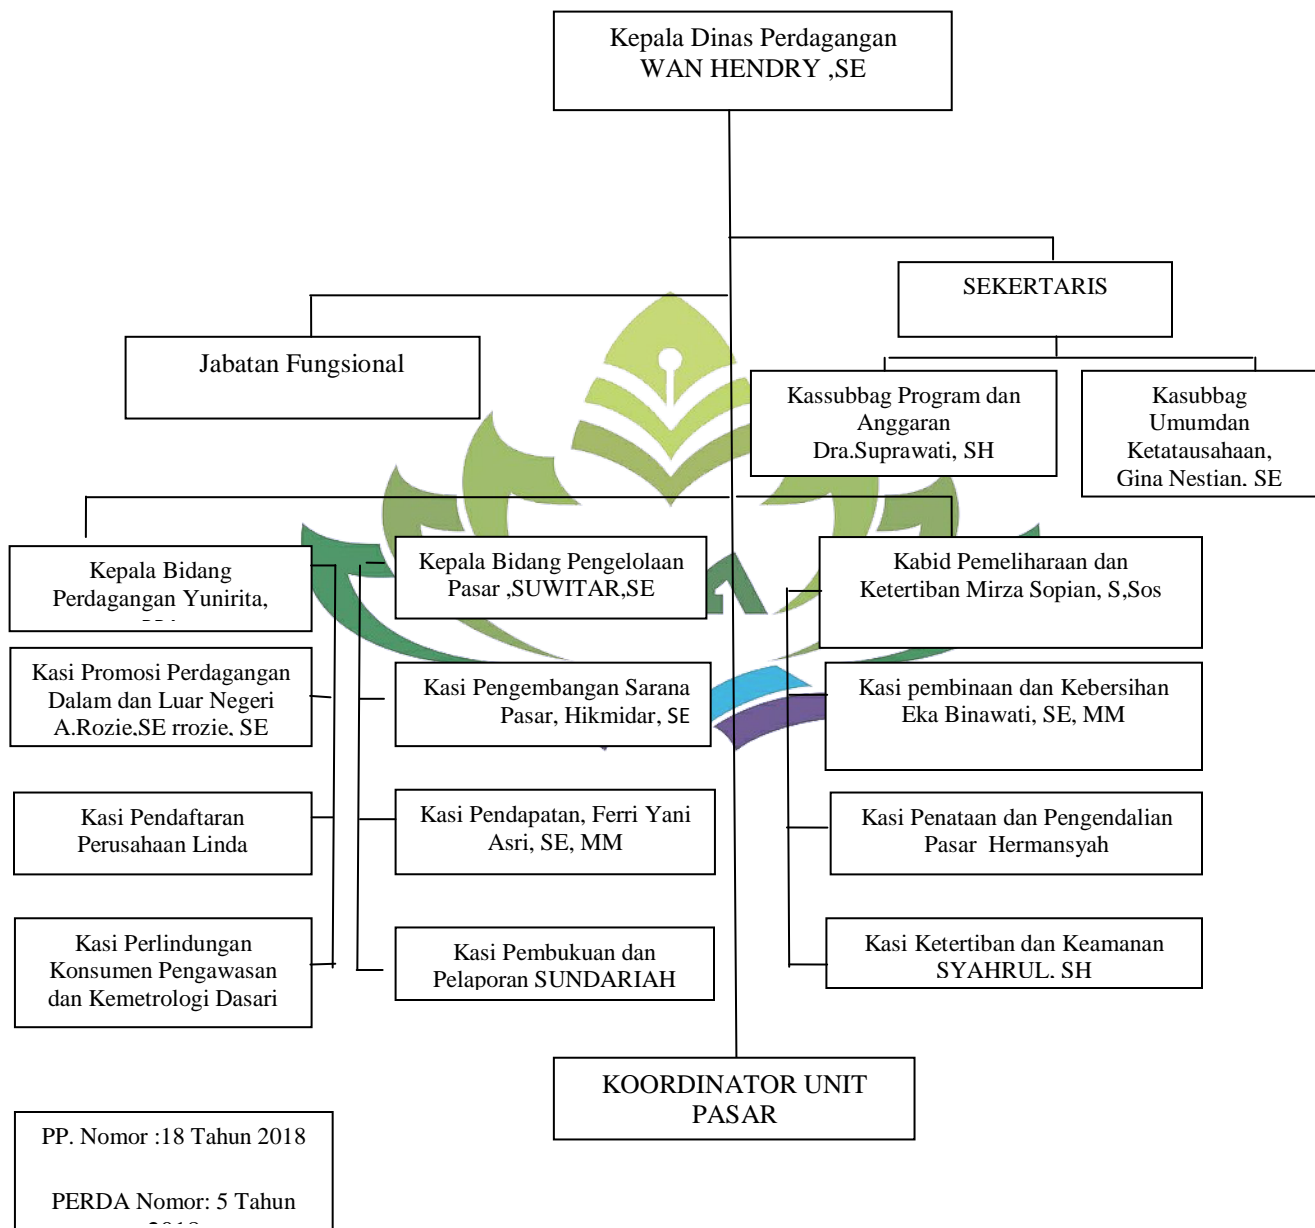 Kepala Dinas Perdagangan
WAN HENDRY ,SE
SEKERTARIS
Jabatan Fungsional
Kassubbag Program dan
Anggaran
Dra.Suprawati, SH
Kasubbag
Umumdan
Ketatausahaan,
Gina Nestian. SE
Kepala Bidang
Perdagangan Yunirita,
Kepala Bidang Pengelolaan
Pasar ,SUWITAR,SE
Kabid Pemeliharaan dan
Ketertiban Mirza Sopian, S,Sos
Kasi Promosi Perdagangan
Dalam dan Luar Negeri
A.Rozie,SE rrozie, SE
Kasi Pengembangan Sarana
Pasar, Hikmidar, SE
Kasi pembinaan dan Kebersihan
Eka Binawati, SE, MM
Kasi Pendaftaran
Perusahaan Linda
Kasi Pendapatan, Ferri Yani
Asri, SE, MM
Kasi Penataan dan Pengendalian
Pasar Hermansyah
Kasi Perlindungan
Konsumen Pengawasan
dan Kemetrologi Dasari
Kasi Pembukuan dan
Pelaporan SUNDARIAH
Kasi Ketertiban dan Keamanan
SYAHRUL. SH
KOORDINATOR UNIT
PASAR
PP. Nomor :18 Tahun 2018
PERDA Nomor: 5 Tahun